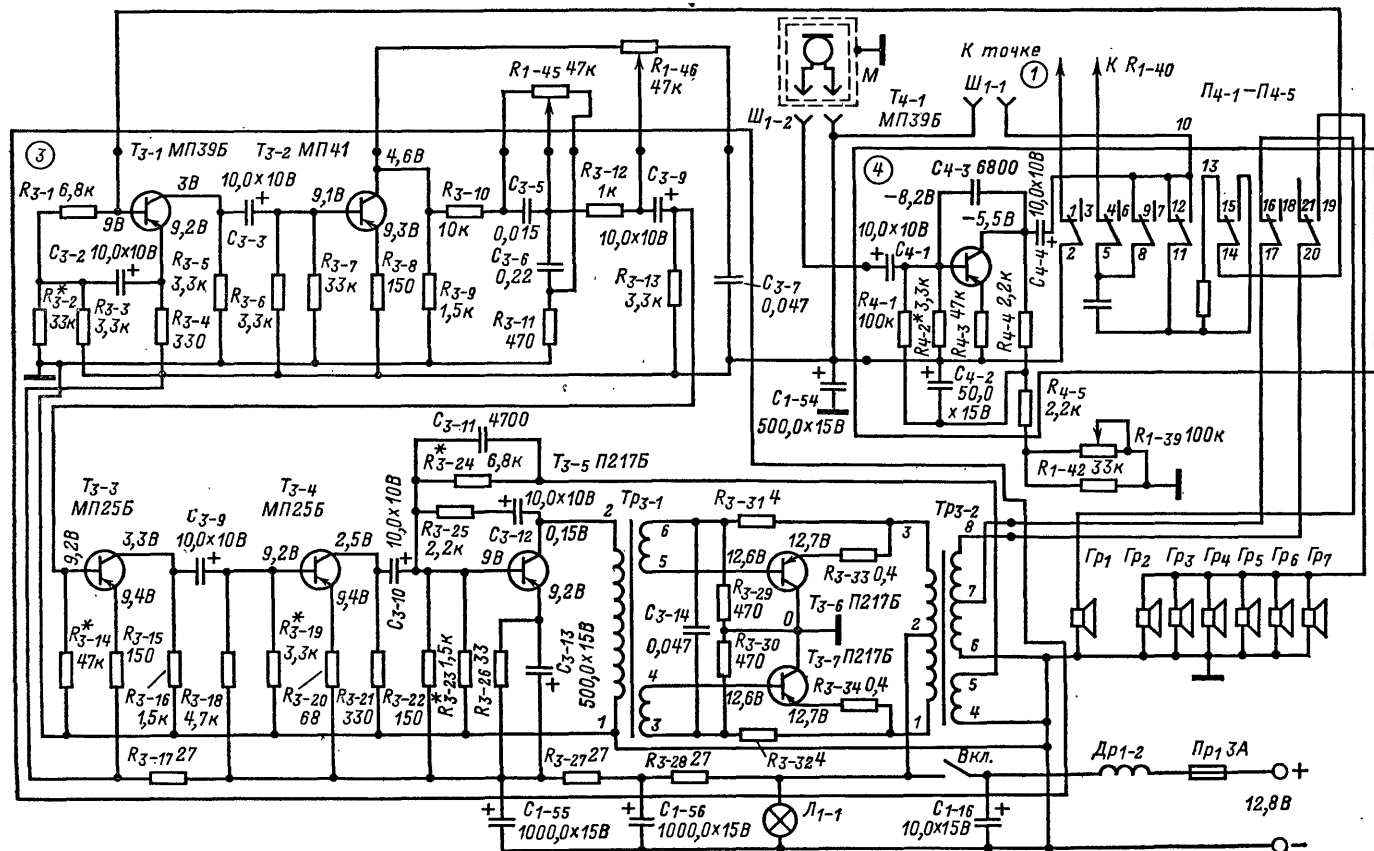 R1-45 47к
R1-46
47к
М
К точке
1
К R1-40
Ш1-1
П4-1–П4-5
Ш1-2
Т4-1
МП39Б
10
3
Т3-1 МП39Б
Т3-2 МП41
4,6В
R3-1 6,8к
9В
3В
9,2В
10,0×10В
+
С3-3
9,1В
9,3В
R3-10
10к
С3-5
0,015
R3-12
1к
С3-9
+
10,0×10В
С3-2
10,0×10В
+
С3-6
0,22
R3-2*
33к
R3-3
3,3к
R3-4
330
R3-5
3,3к
R3-6
3,3к
R3-7
33к
R3-8
150
R3-9
1,5к
R3-11
470
R3-13
3,3к
С3-7
0,047
4
С4-3 6800
–8,2В
–5,5В
10,0×10В
С4-1
+
10,0×10В
С4-4
+
R4-1
100к
R4-2* 3,3к
R4-3 47к
R4-4 2,2к
+
С4-2
50,0
×15В
1
3
4
6
9
7
12
13
15
16
18
21
19
2
5
8
11
14
17
20
+
С1-54
500,0×15В
R4-5
2,2к
R1-39 100к
R1-42 33к
С3-11 4700
R3-24* 6,8к
Т3-5 П217Б
10,0×10В
+
Т3-3
МП25Б
Т3-4
МП25Б
10,0×10В
С3-10
+
R3-25
2,2к
С3-12
0,15В
Тр3-1
R3-31 4
Тр3-2
9,2В
3,3В
9,4В
С3-9
10,0×10В
+
9,2В
2,5В
9,4В
9В
9,2В
2
6
5
12,6В
12,7В
3
8
R3-33 0,4
Гр1
Гр2
Гр3
Гр4
Гр5
Гр6
Гр7
R3-14*
47к
R3-15
150
R3-16
1,5к
R3-18
4,7к
R3-19*
3,3к
R3-20
68
R3-21
330
R3-22
150
R3-23* 1,5к
R3-26 33
С3-13
500,0×15В
+
С3-14
0,047
R3-29
470
R3-30
470
0
Т3-6 П217Б
Т3-7 П217Б
R3-34 0,4
2
7
6
5
4
4
3
12,6В
12,7В
1
1
R3-32 4
R3-17 27
R3-27 27
R3-28 27
Вкл.
Др1-2
Пр1 3А
+
12,8В
–
+
С1-55
1000,0×15В
+
С1-56
1000,0×15В
Л1-1
С1-16
10,0×15В
+